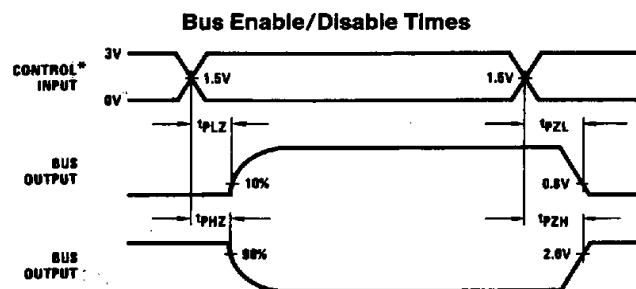 Bus Enable/Disable Times
3V
CONTROL*
INPUT
1.5V
1.5V
0V
tPLZ
tPZL
BUS
OUTPUT
10%
0.8V
tPHZ
tPZH
BUS
OUTPUT
90%
2.0V